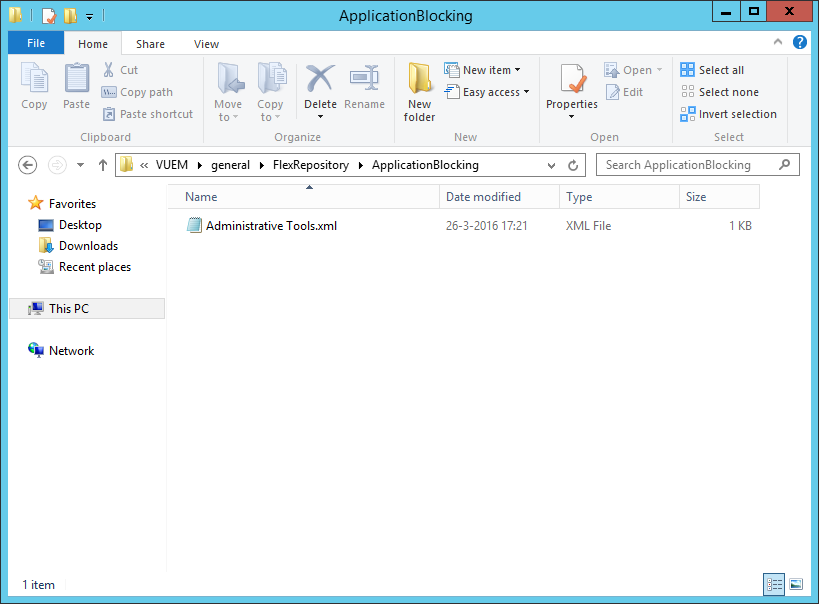 ApplicationBlocking
File Home Share View
Copy Paste Cut Copy path Paste shortcut
Clipboard
Move to Copy to Delete Rename
Organize
New folder New item Easy access
New
Properties Open Edit
Open
Select all Select none Invert selection
Select
« VUEM general FlexRepository ApplicationBlocking Search ApplicationBlocking
Favorites
Desktop
Downloads
Recent places
This PC
Network
Name Date modified Type Size
Administrative Tools.xml 26-3-2016 17:21 XML File 1 KB
1 item